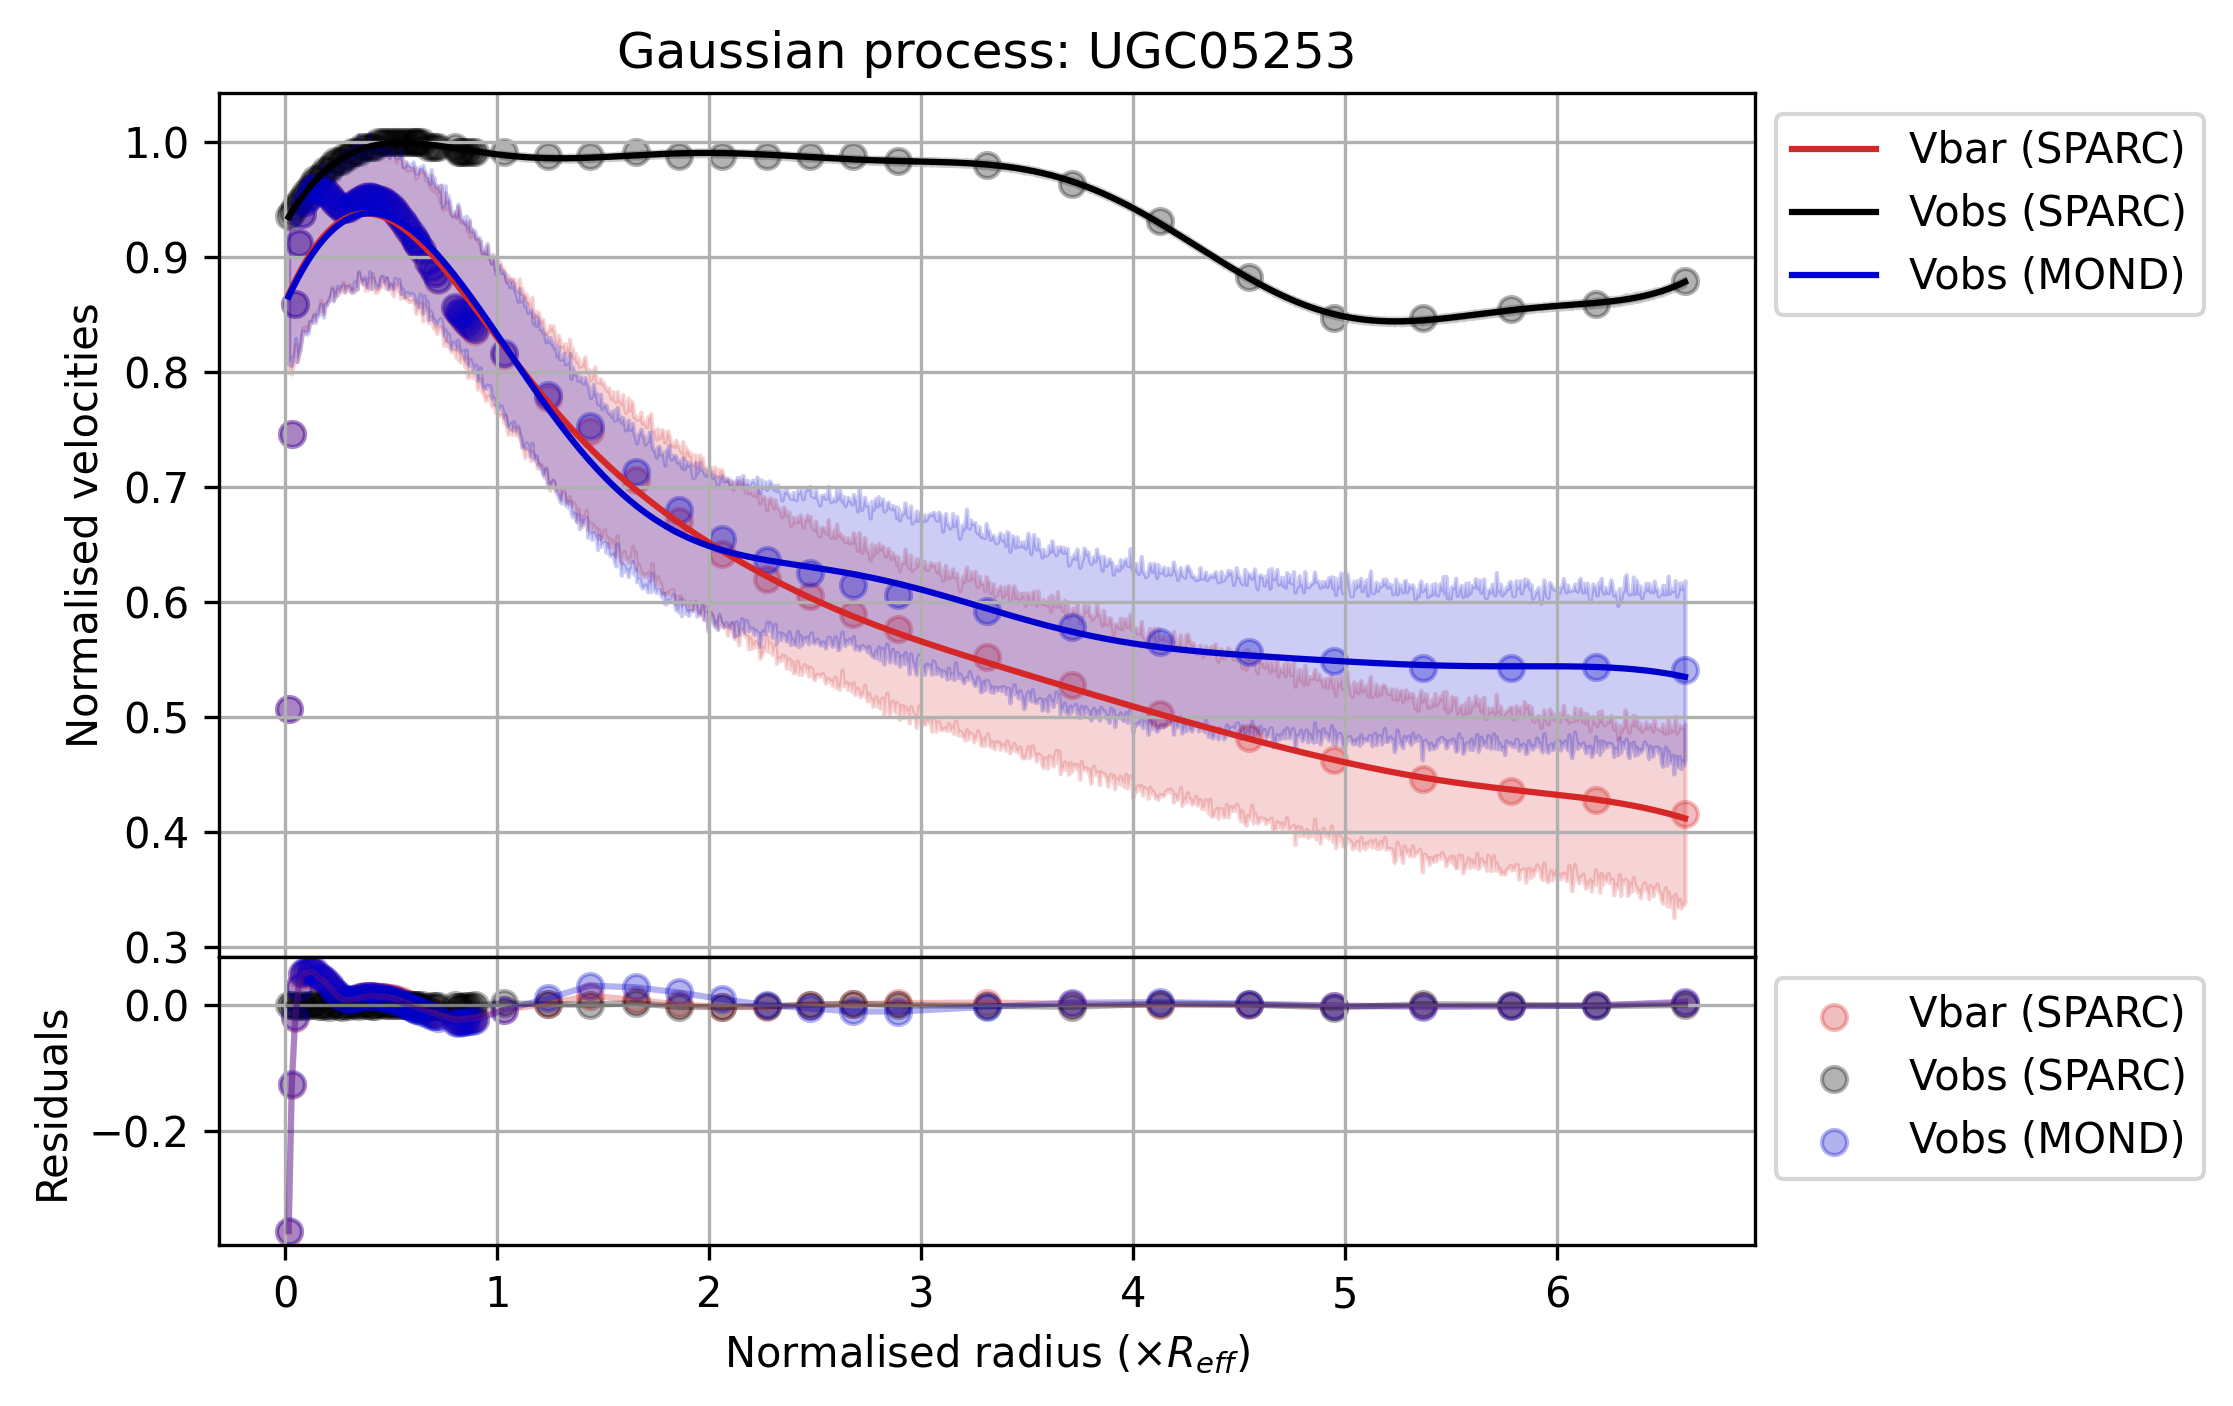 Gaussian process: UGC05253
Normalised velocities
1.0
0.9
0.8
0.7
0.6
0.5
0.4
0.3
Vbar (SPARC)
Vobs (SPARC)
Vobs (MOND)
Residuals
0.0
−0.2
Vbar (SPARC)
Vobs (SPARC)
Vobs (MOND)
0 1 2 3 4 5 6
Normalised radius (×R_eff)